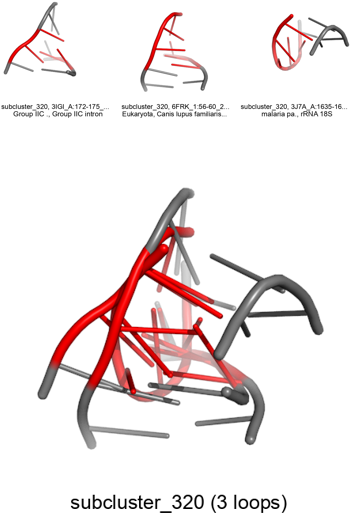 subcluster_320, 3IGI_A:172-175_...
Group IIC ., Group IIC intron
subcluster_320, 6FRK_1:56-60_2...
Eukaryota, Canis lupus familiaris...
subcluster_320, 3J7A_A:1635-16...
malaria pa., rRNA 18S
subcluster_320 (3 loops)